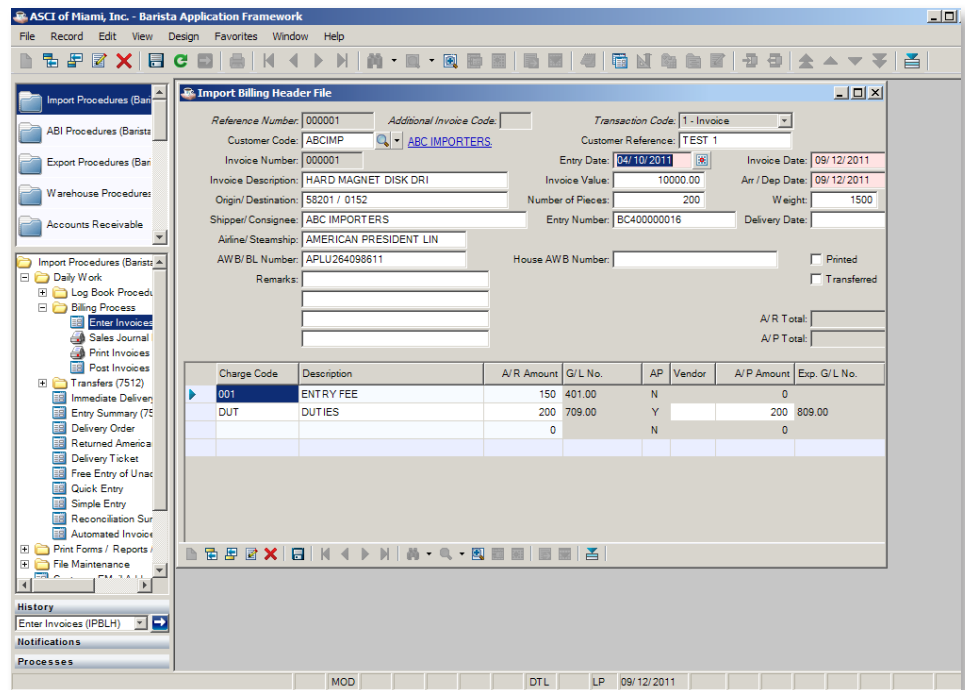 ASCI of Miami, Inc. - Barista Application Framework
File Record Edit View Design Favorites Window Help
Import Procedures (Bari
ABI Procedures (Barista
Export Procedures (Bari
Warehouse Procedures
Accounts Receivable
Import Procedures (Barista
Daily Work
Log Book Procedu
Billing Process
Enter Invoices
Sales Journal
Print Invoices
Post Invoices
Transfers (7512)
Immediate Delivery
Entry Summary (75
Delivery Order
Returned America
Delivery Ticket
Free Entry of Unac
Quick Entry
Simple Entry
Reconciliation Sur
Automated Invoice
Print Forms / Reports /
File Maintenance
History
Enter Invoices (IPBLH)
Notifications
Processes
Import Billing Header File
Reference Number: 000001 Additional Invoice Code: Transaction Code: 1 - Invoice
Customer Code: ABCIMP ABC IMPORTERS Customer Reference: TEST 1
Invoice Number: 000001 Entry Date: 04/10/2011 Invoice Date: 09/12/2011
Invoice Description: HARD MAGNET DISK DRI Invoice Value: 10000.00 Arr / Dep Date: 09/12/2011
Origin/Destination: 58201 / 0152 Number of Pieces: 200 Weight: 1500
Shipper/Consignee: ABC IMPORTERS Entry Number: BC400000016 Delivery Date:
Airline/Steamship: AMERICAN PRESIDENT LIN
AWB/BL Number: APLU264098611 House AWB Number: Printed
Remarks: Transferred
A/R Total:
A/P Total:
Charge Code Description A/R Amount G/L No. AP Vendor A/P Amount Exp. G/L No.
001 ENTRY FEE 150 401.00 N 0
DUT DUTIES 200 709.00 Y 200 809.00
0 N 0
MOD DTL LP 09/12/2011